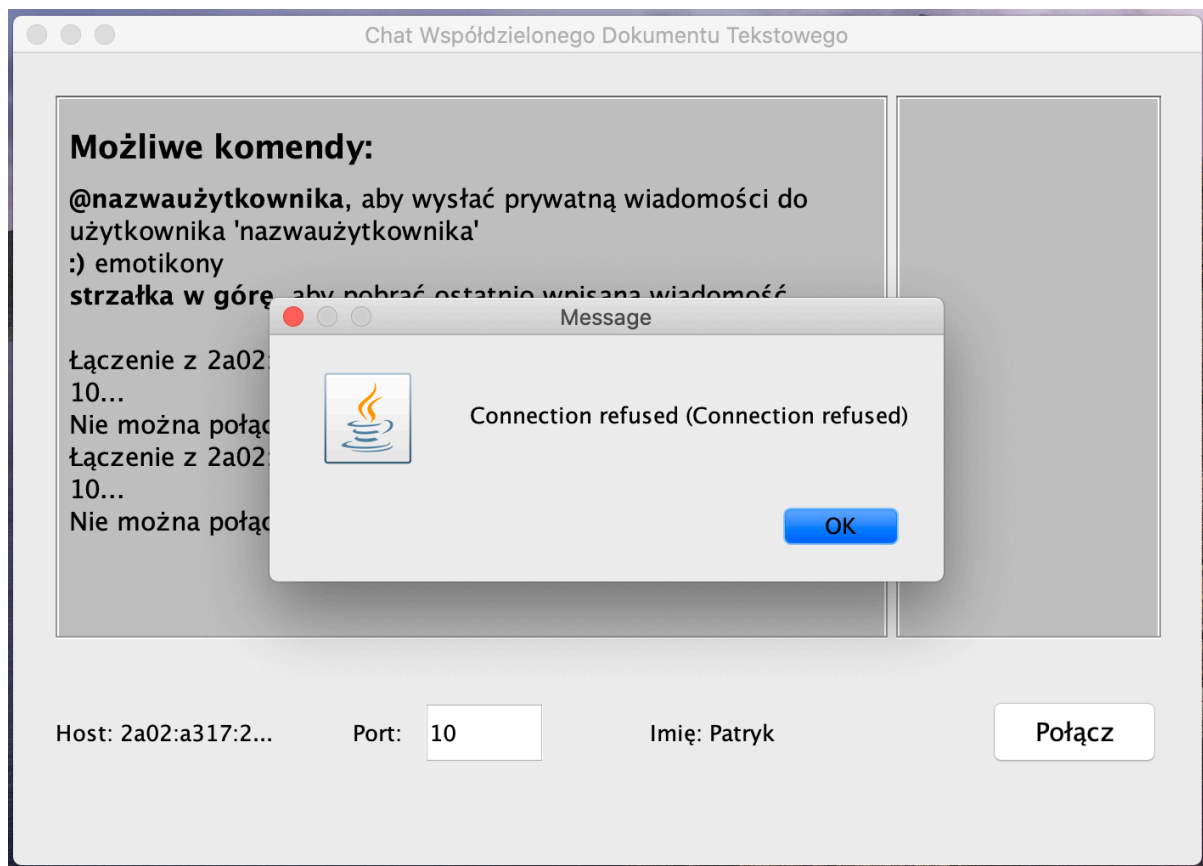 Chat Współdzielonego Dokumentu Tekstowego
Możliwe komendy:
@nazwaużytkownika, aby wysłać prywatną wiadomości do
użytkownika 'nazwaużytkownika'
:) emotikony
strzałka w górę, aby pobrać ostatnio wpisaną wiadomość
Łączenie z 2a02:
10...
Nie można połąc
Łączenie z 2a02:
10...
Nie można połąc
Message
Connection refused (Connection refused)
OK
Host: 2a02:a317:2... Port: 10 Imię: Patryk Połącz